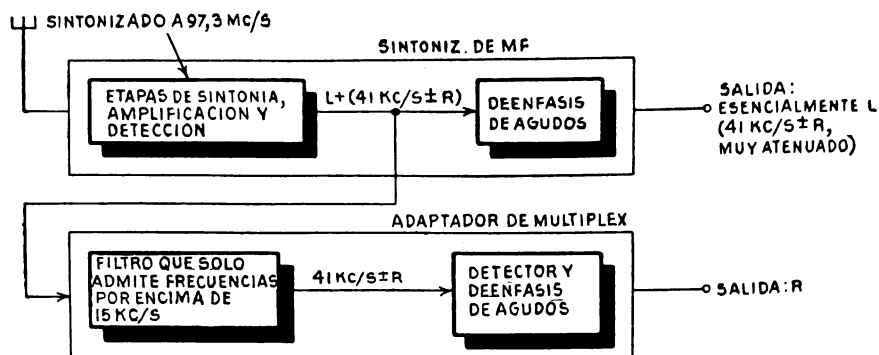 SINTONIZADO A 97,3 MC/S
SINTONIZ. DE MF
ETAPAS DE SINTONIA,
AMPLIFICACION Y
DETECCION
L+(41 KC/S±R)
DEENFASIS
DE AGUDOS
SALIDA:
ESENCIALMENTE L
(41 KC/S±R,
MUY ATENUADO)
ADAPTADOR DE MULTIPLEX
FILTRO QUE SOLO
ADMITE FRECUENCIAS
POR ENCIMA DE
15 KC/S
41 KC/S±R
DETECTOR Y
DEENFASIS
DE AGUDOS
SALIDA:R